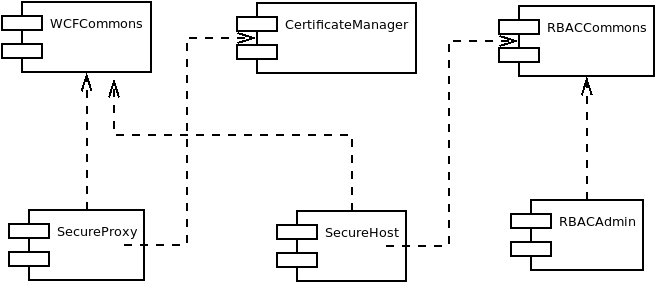 WCFCommons
CertificateManager
RBACCommons
SecureProxy
SecureHost
RBACAdmin